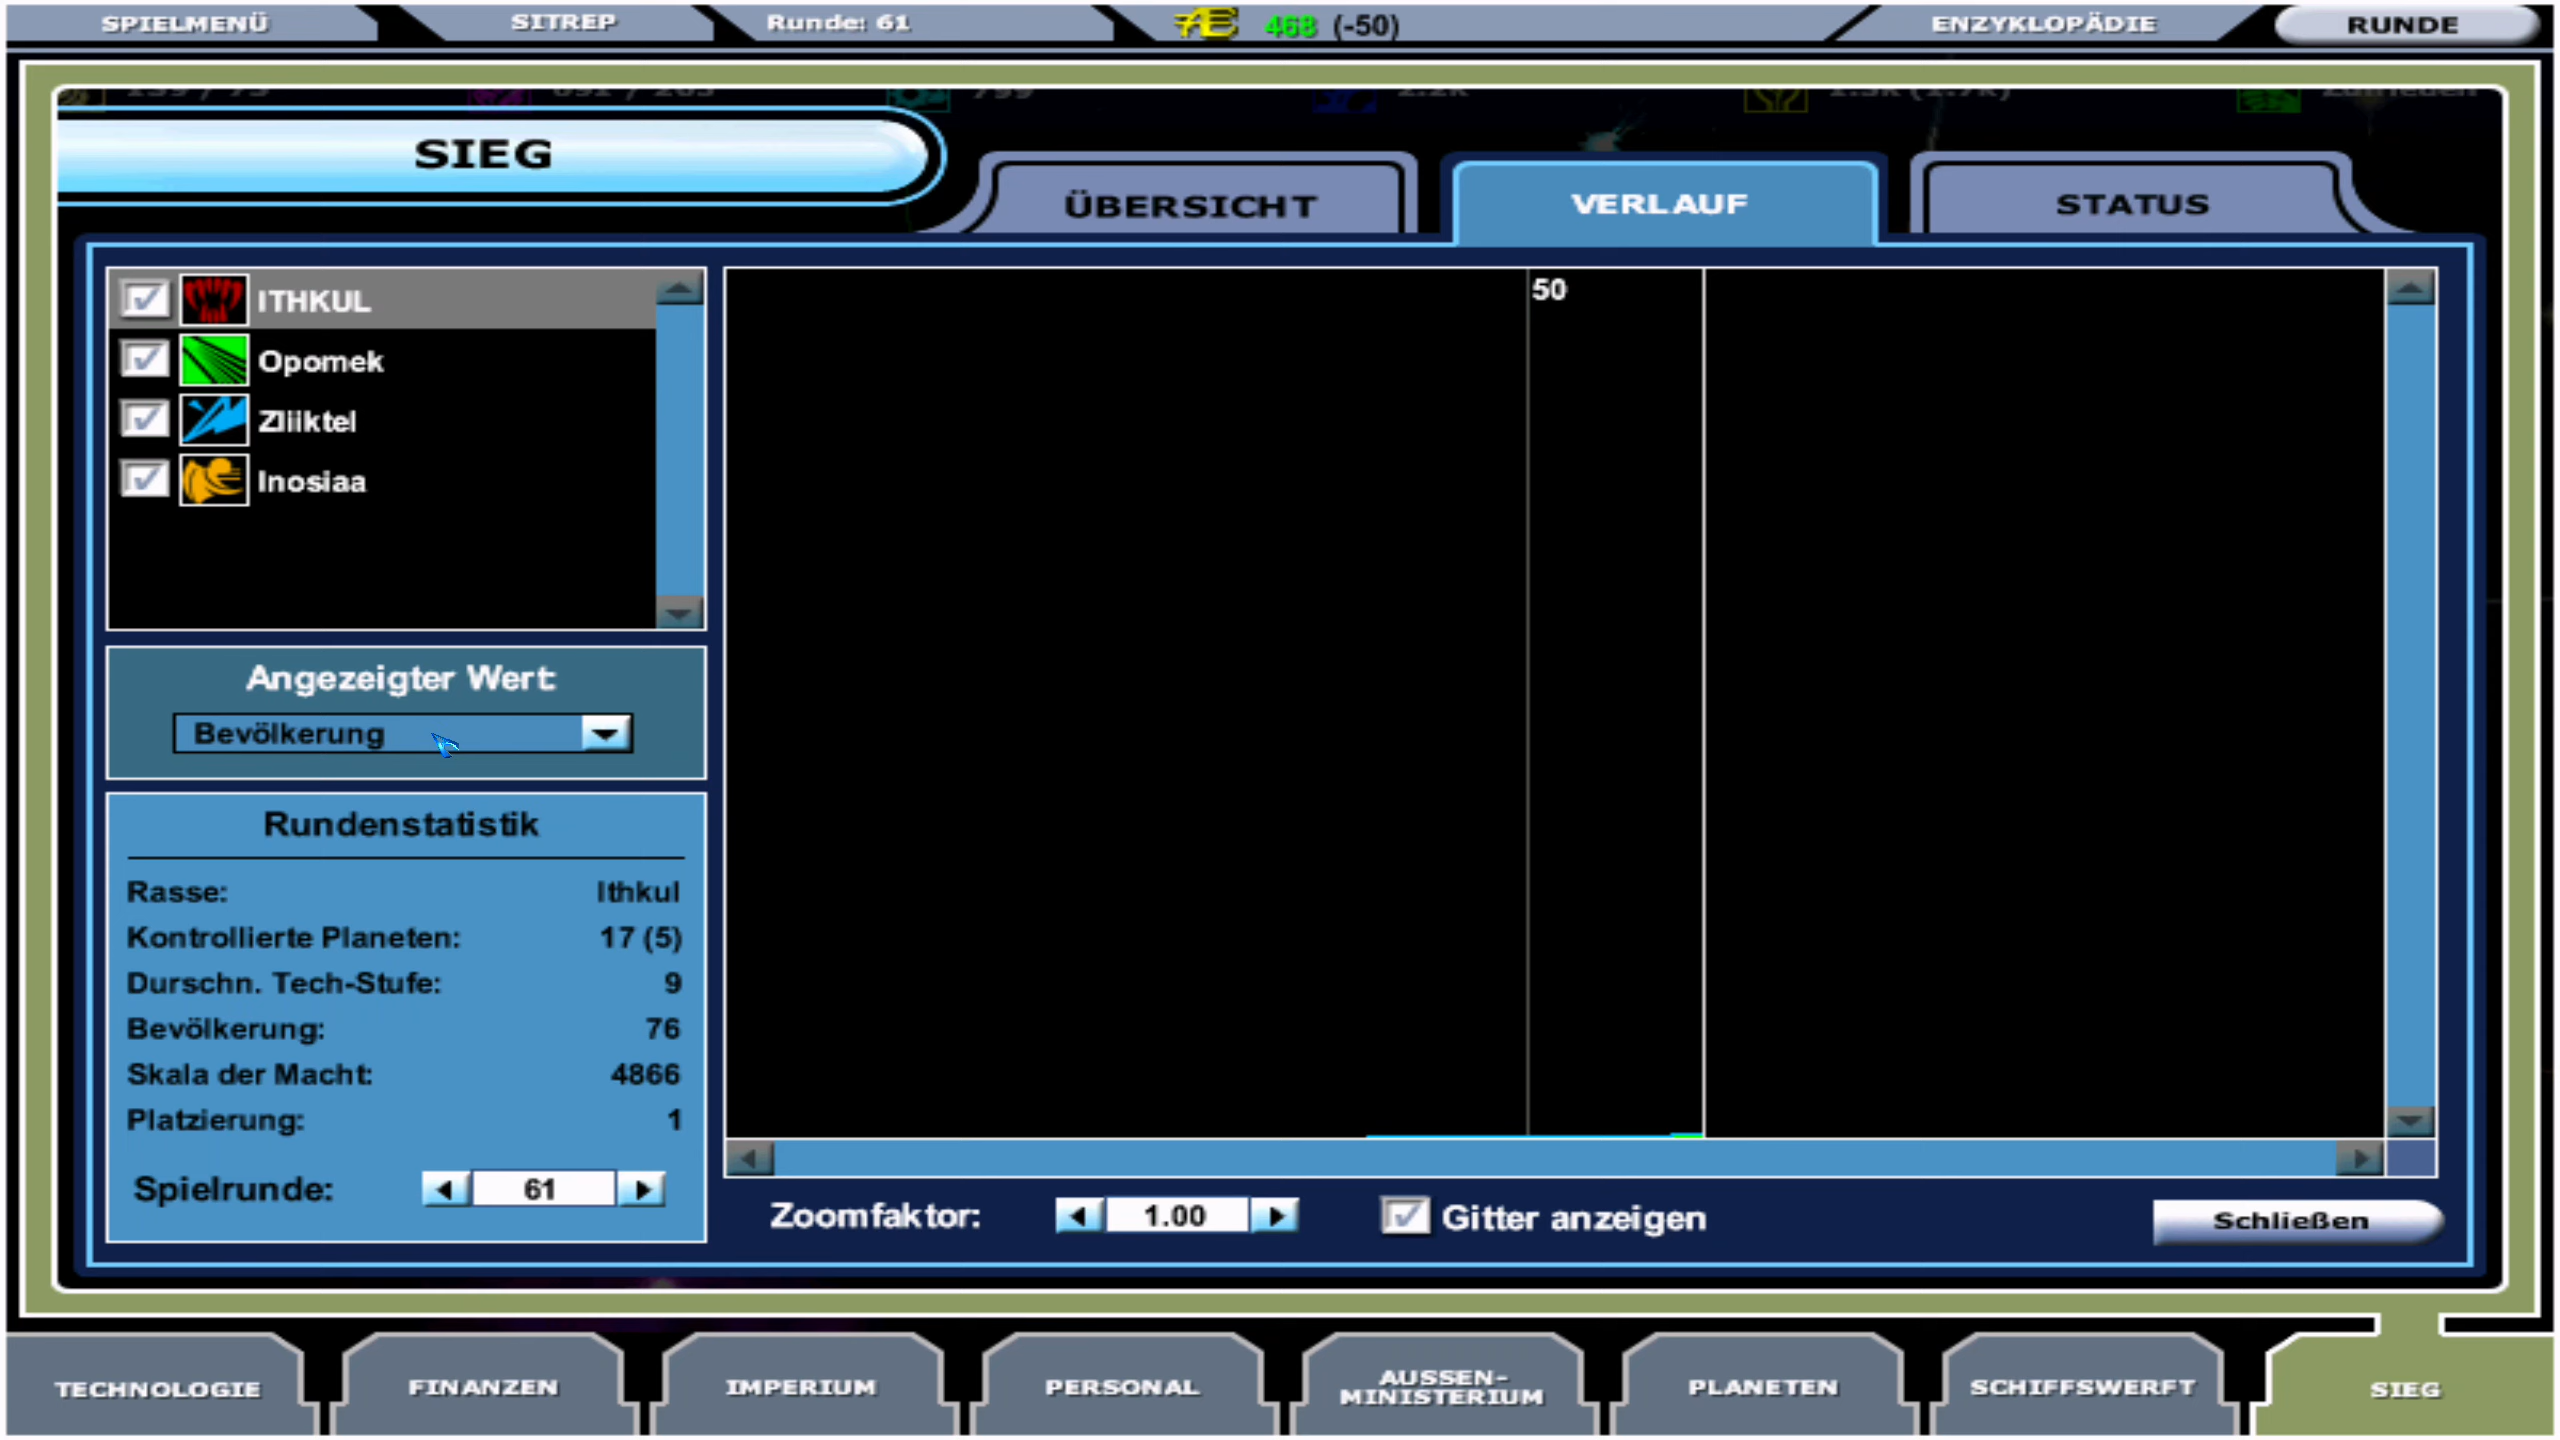 SPIELMENÜ
SITREP
Runde: 61
468 (-50)
ENZYKLOPÄDIE
RUNDE
SIEG
ÜBERSICHT
VERLAUF
STATUS
ITHKUL
Opomek
Zliiktel
Inosiaa
50
Angezeigter Wert:
Bevölkerung
Rundenstatistik
Rasse: Ithkul
Kontrollierte Planeten: 17 (5)
Durschn. Tech-Stufe: 9
Bevölkerung: 76
Skala der Macht: 4866
Platzierung: 1
Spielrunde: 61
Zoomfaktor: 1.00
Gitter anzeigen
Schließen
TECHNOLOGIE
FINANZEN
IMPERIUM
PERSONAL
AUSSEN-
MINISTERIUM
PLANETEN
SCHIFFSWERFT
SIEG